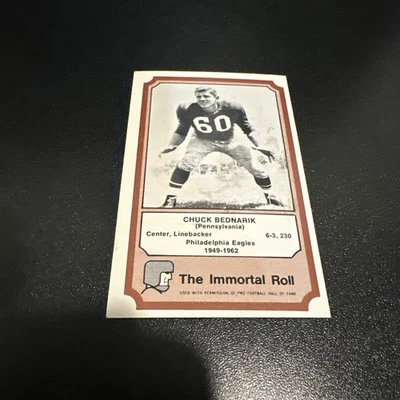 60
CHUCK BEDNARIK
(Pennsylvania)
Center, Linebacker 6-3, 230
Philadelphia Eagles
1949-1962
The Immortal Roll
USED WITH PERMISSION OF PRO FOOTBALL HALL OF FAME